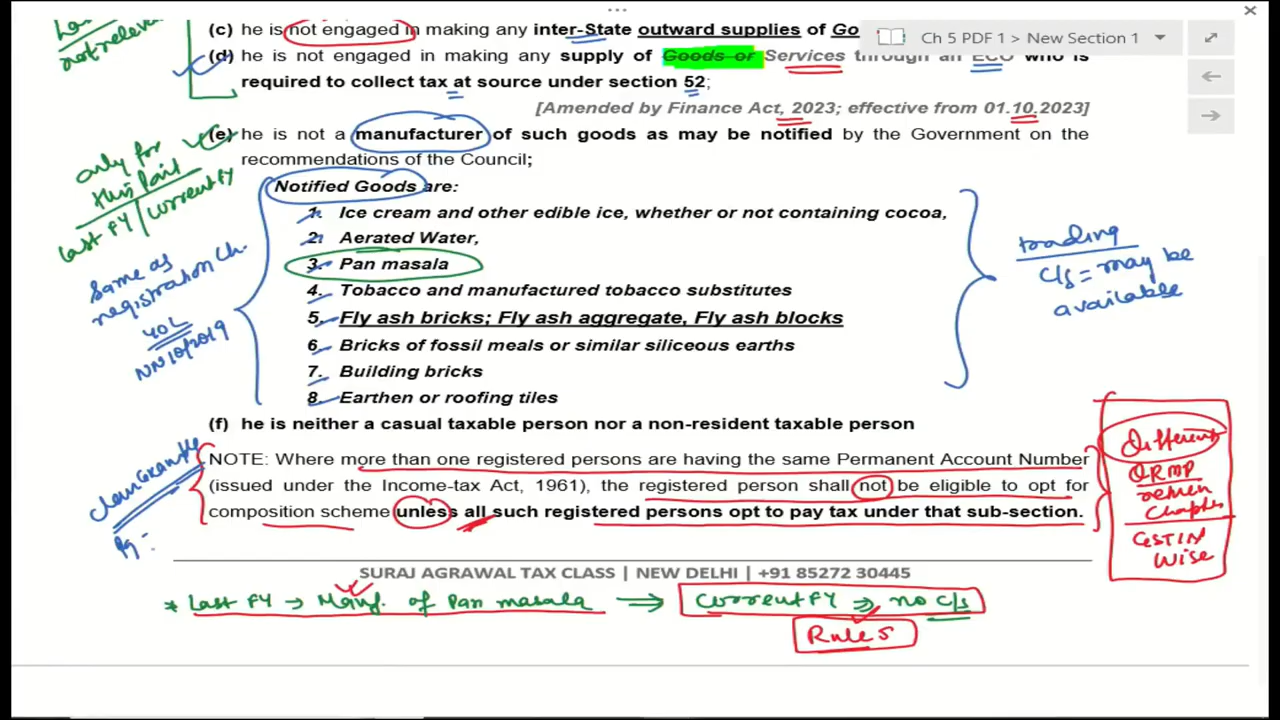 not relevan
(c) he is not engaged in making any inter-State outward supplies of Go
Ch 5 PDF 1 > New Section 1
(d) he is not engaged in making any supply of Goods or Services through an ECO who is
required to collect tax at source under section 52;
[Amended by Finance Act, 2023; effective from 01.10.2023]
(e) he is not a manufacturer of such goods as may be notified by the Government on the
recommendations of the Council;
only for
this point
last FY / current FY
Notified Goods are:
1. Ice cream and other edible ice, whether or not containing cocoa,
2. Aerated Water,
3. Pan masala
4. Tobacco and manufactured tobacco substitutes
5. Fly ash bricks; Fly ash aggregate, Fly ash blocks
6. Bricks of fossil meals or similar siliceous earths
7. Building bricks
8. Earthen or roofing tiles
Same as
registration Ch.
40L
NN 10/2019
trading
C/S = may be
available
(f) he is neither a casual taxable person nor a non-resident taxable person
NOTE: Where more than one registered persons are having the same Permanent Account Number
(issued under the Income-tax Act, 1961), the registered person shall not be eligible to opt for
composition scheme unless all such registered persons opt to pay tax under that sub-section.
Pg -
Different
QRMP
return
Chapter
GSTIN
wise
SURAJ AGRAWAL TAX CLASS | NEW DELHI | +91 85272 30445
* Last FY → Manf. of Pan masala ⇒ Current FY ⇒ no C/S
Rule 5